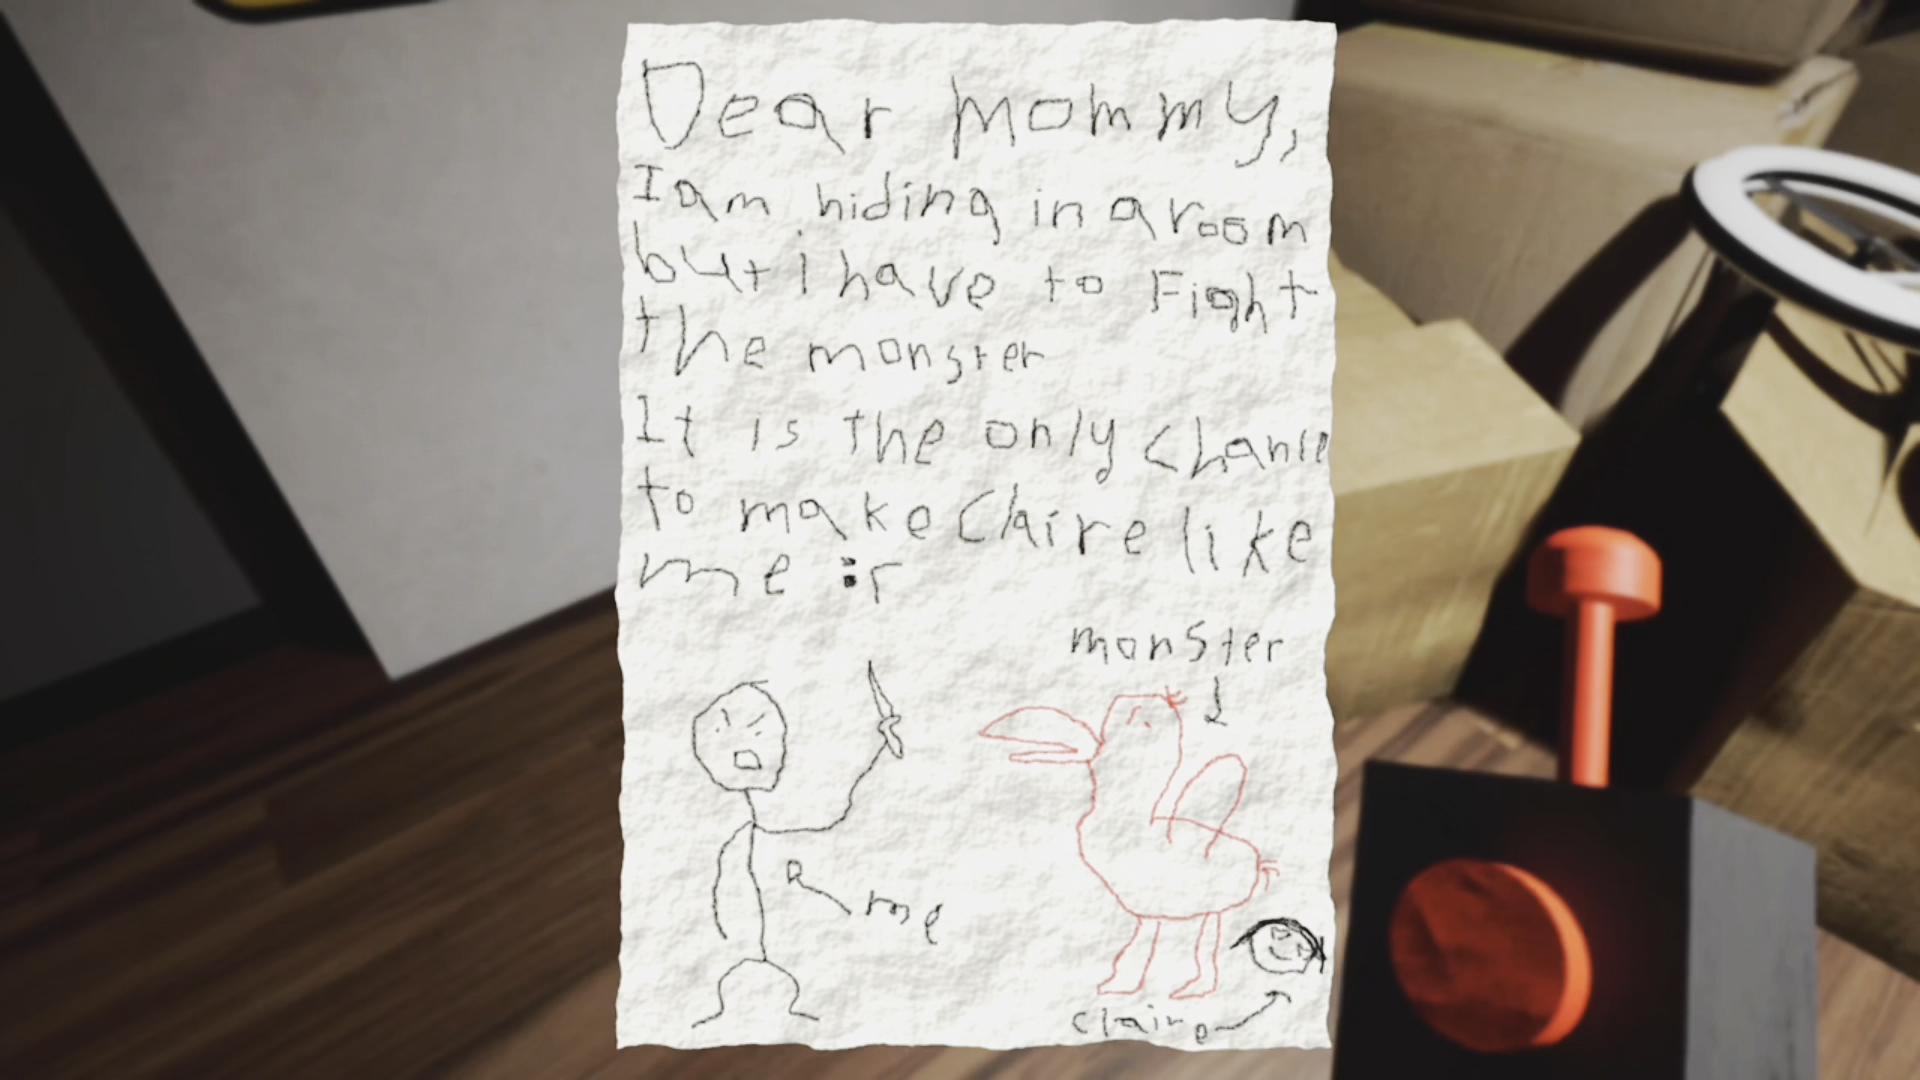 Dear mommy,
I am hiding in a room
but i have to Fight
the monster
It is the only chance
to make Claire like
me :r
monster
me
claire